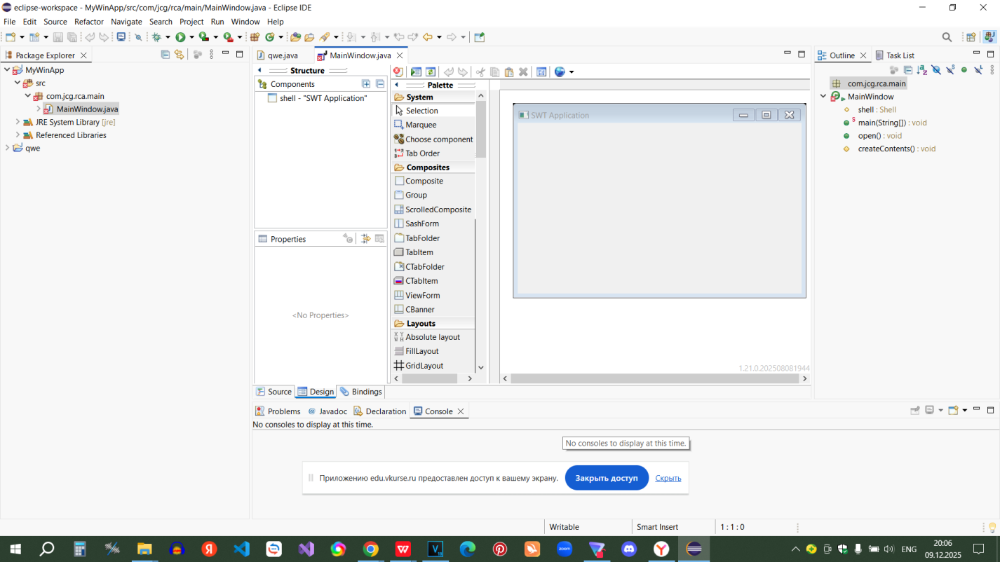 eclipse-workspace - MyWinApp/src/com/jcg/rca/main/MainWindow.java - Eclipse IDE
File Edit Source Refactor Navigate Search Project Run Window Help
Package Explorer
MyWinApp
src
com.jcg.rca.main
MainWindow.java
JRE System Library [jre]
Referenced Libraries
qwe
qwe.java
MainWindow.java
Structure
Components
shell - "SWT Application"
Properties
<No Properties>
Palette
System
Selection
Marquee
Choose component
Tab Order
Composites
Composite
Group
ScrolledComposite
SashForm
TabFolder
TabItem
CTabFolder
CTabItem
ViewForm
CBanner
Layouts
Absolute layout
FillLayout
GridLayout
SWT Application
1.21.0.202508081944
Source Design Bindings
Outline Task List
com.jcg.rca.main
MainWindow
shell : Shell
main(String[]) : void
open() : void
createContents() : void
Problems Javadoc Declaration Console
No consoles to display at this time.
No consoles to display at this time.
Приложению edu.vkurse.ru предоставлен доступ к вашему экрану. Закрыть доступ Скрыть
Writable Smart Insert 1 : 1 : 0
ENG
20:06
09.12.2025